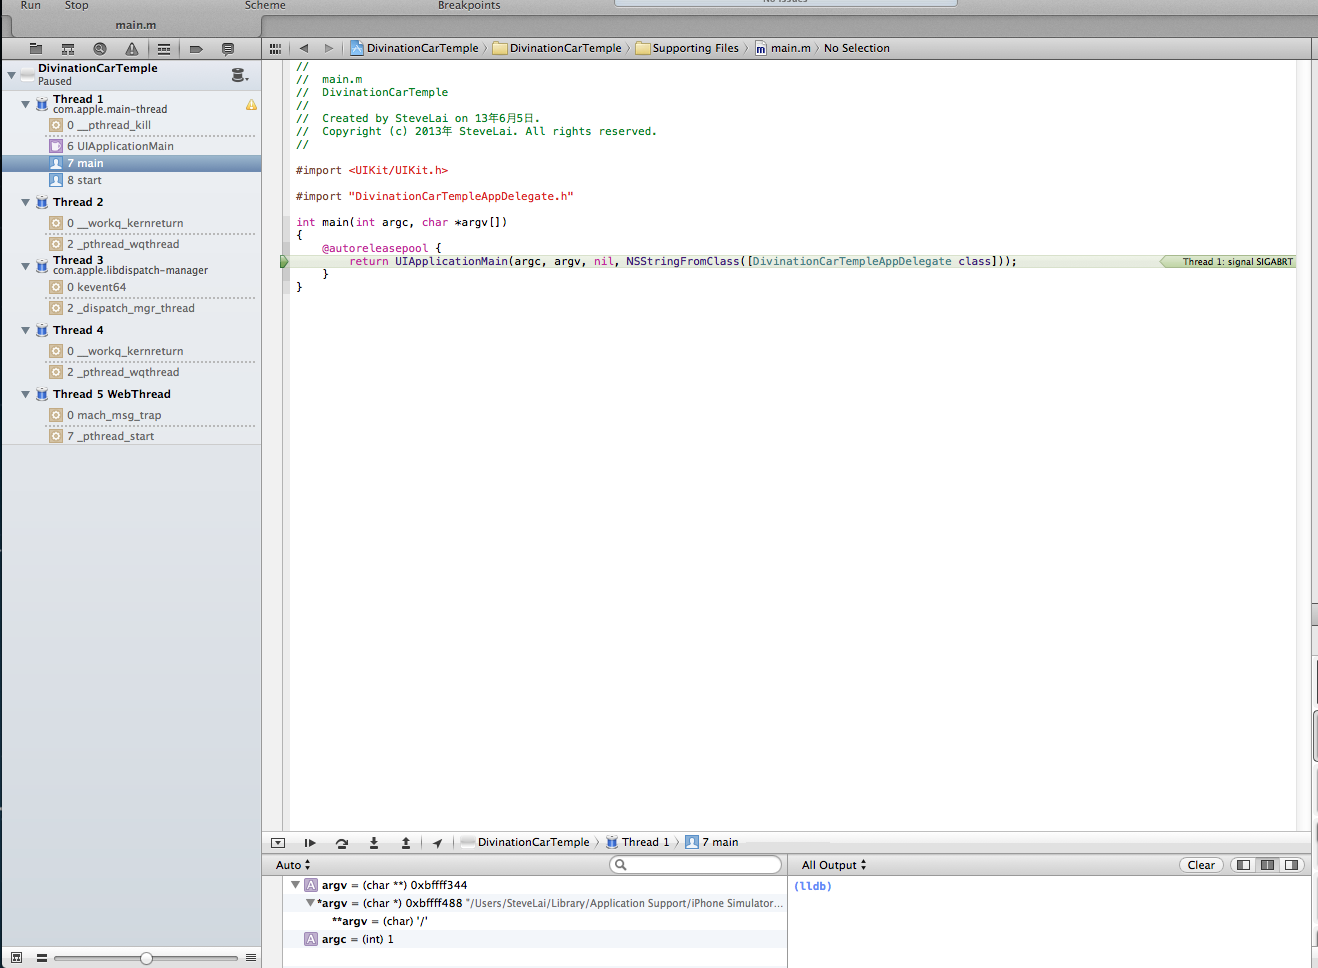 Run Stop Scheme Breakpoints No Issues
main.m
DivinationCarTemple DivinationCarTemple Supporting Files main.m No Selection
DivinationCarTemple
Paused
Thread 1
com.apple.main-thread
0 __pthread_kill
6 UIApplicationMain
7 main
8 start
Thread 2
0 __workq_kernreturn
2 _pthread_wqthread
Thread 3
com.apple.libdispatch-manager
0 kevent64
2 _dispatch_mgr_thread
Thread 4
0 __workq_kernreturn
2 _pthread_wqthread
Thread 5 WebThread
0 mach_msg_trap
7 _pthread_start
//
//  main.m
//  DivinationCarTemple
//
//  Created by SteveLai on 13年6月5日.
//  Copyright (c) 2013年 SteveLai. All rights reserved.
//
#import <UIKit/UIKit.h>
#import "DivinationCarTempleAppDelegate.h"
int main(int argc, char *argv[])
{
@autoreleasepool {
return UIApplicationMain(argc, argv, nil, NSStringFromClass([DivinationCarTempleAppDelegate class])); Thread 1: signal SIGABRT
}
}
DivinationCarTemple Thread 1 7 main
Auto All Output Clear
A argv = (char **) 0xbffff344
*argv = (char *) 0xbffff488 "/Users/SteveLai/Library/Application Support/iPhone Simulator...
**argv = (char) '/'
A argc = (int) 1
(lldb)